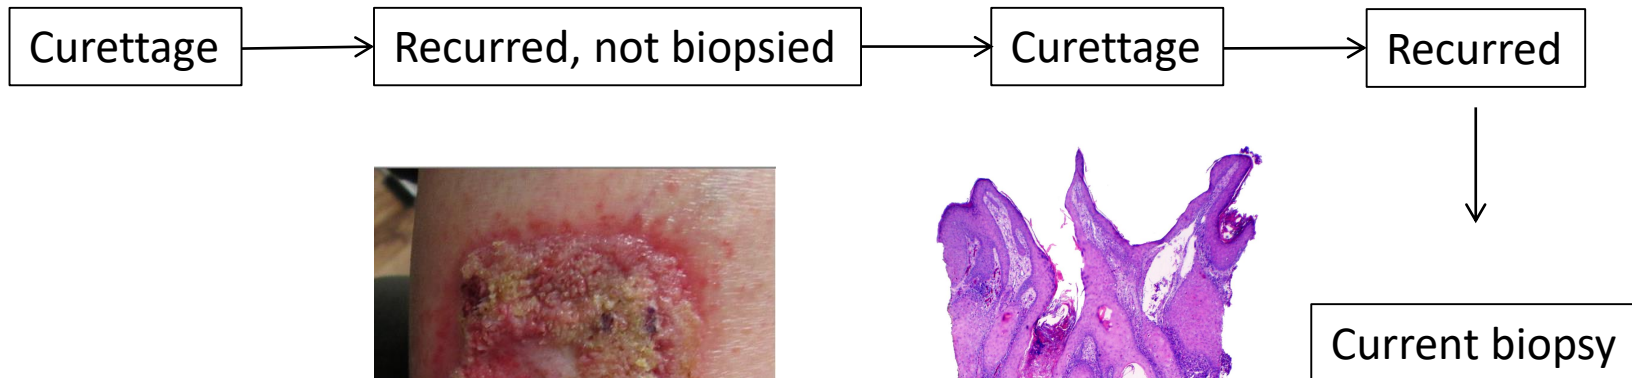 Curettage
Recurred, not biopsied
Curettage
Recurred
Current biopsy